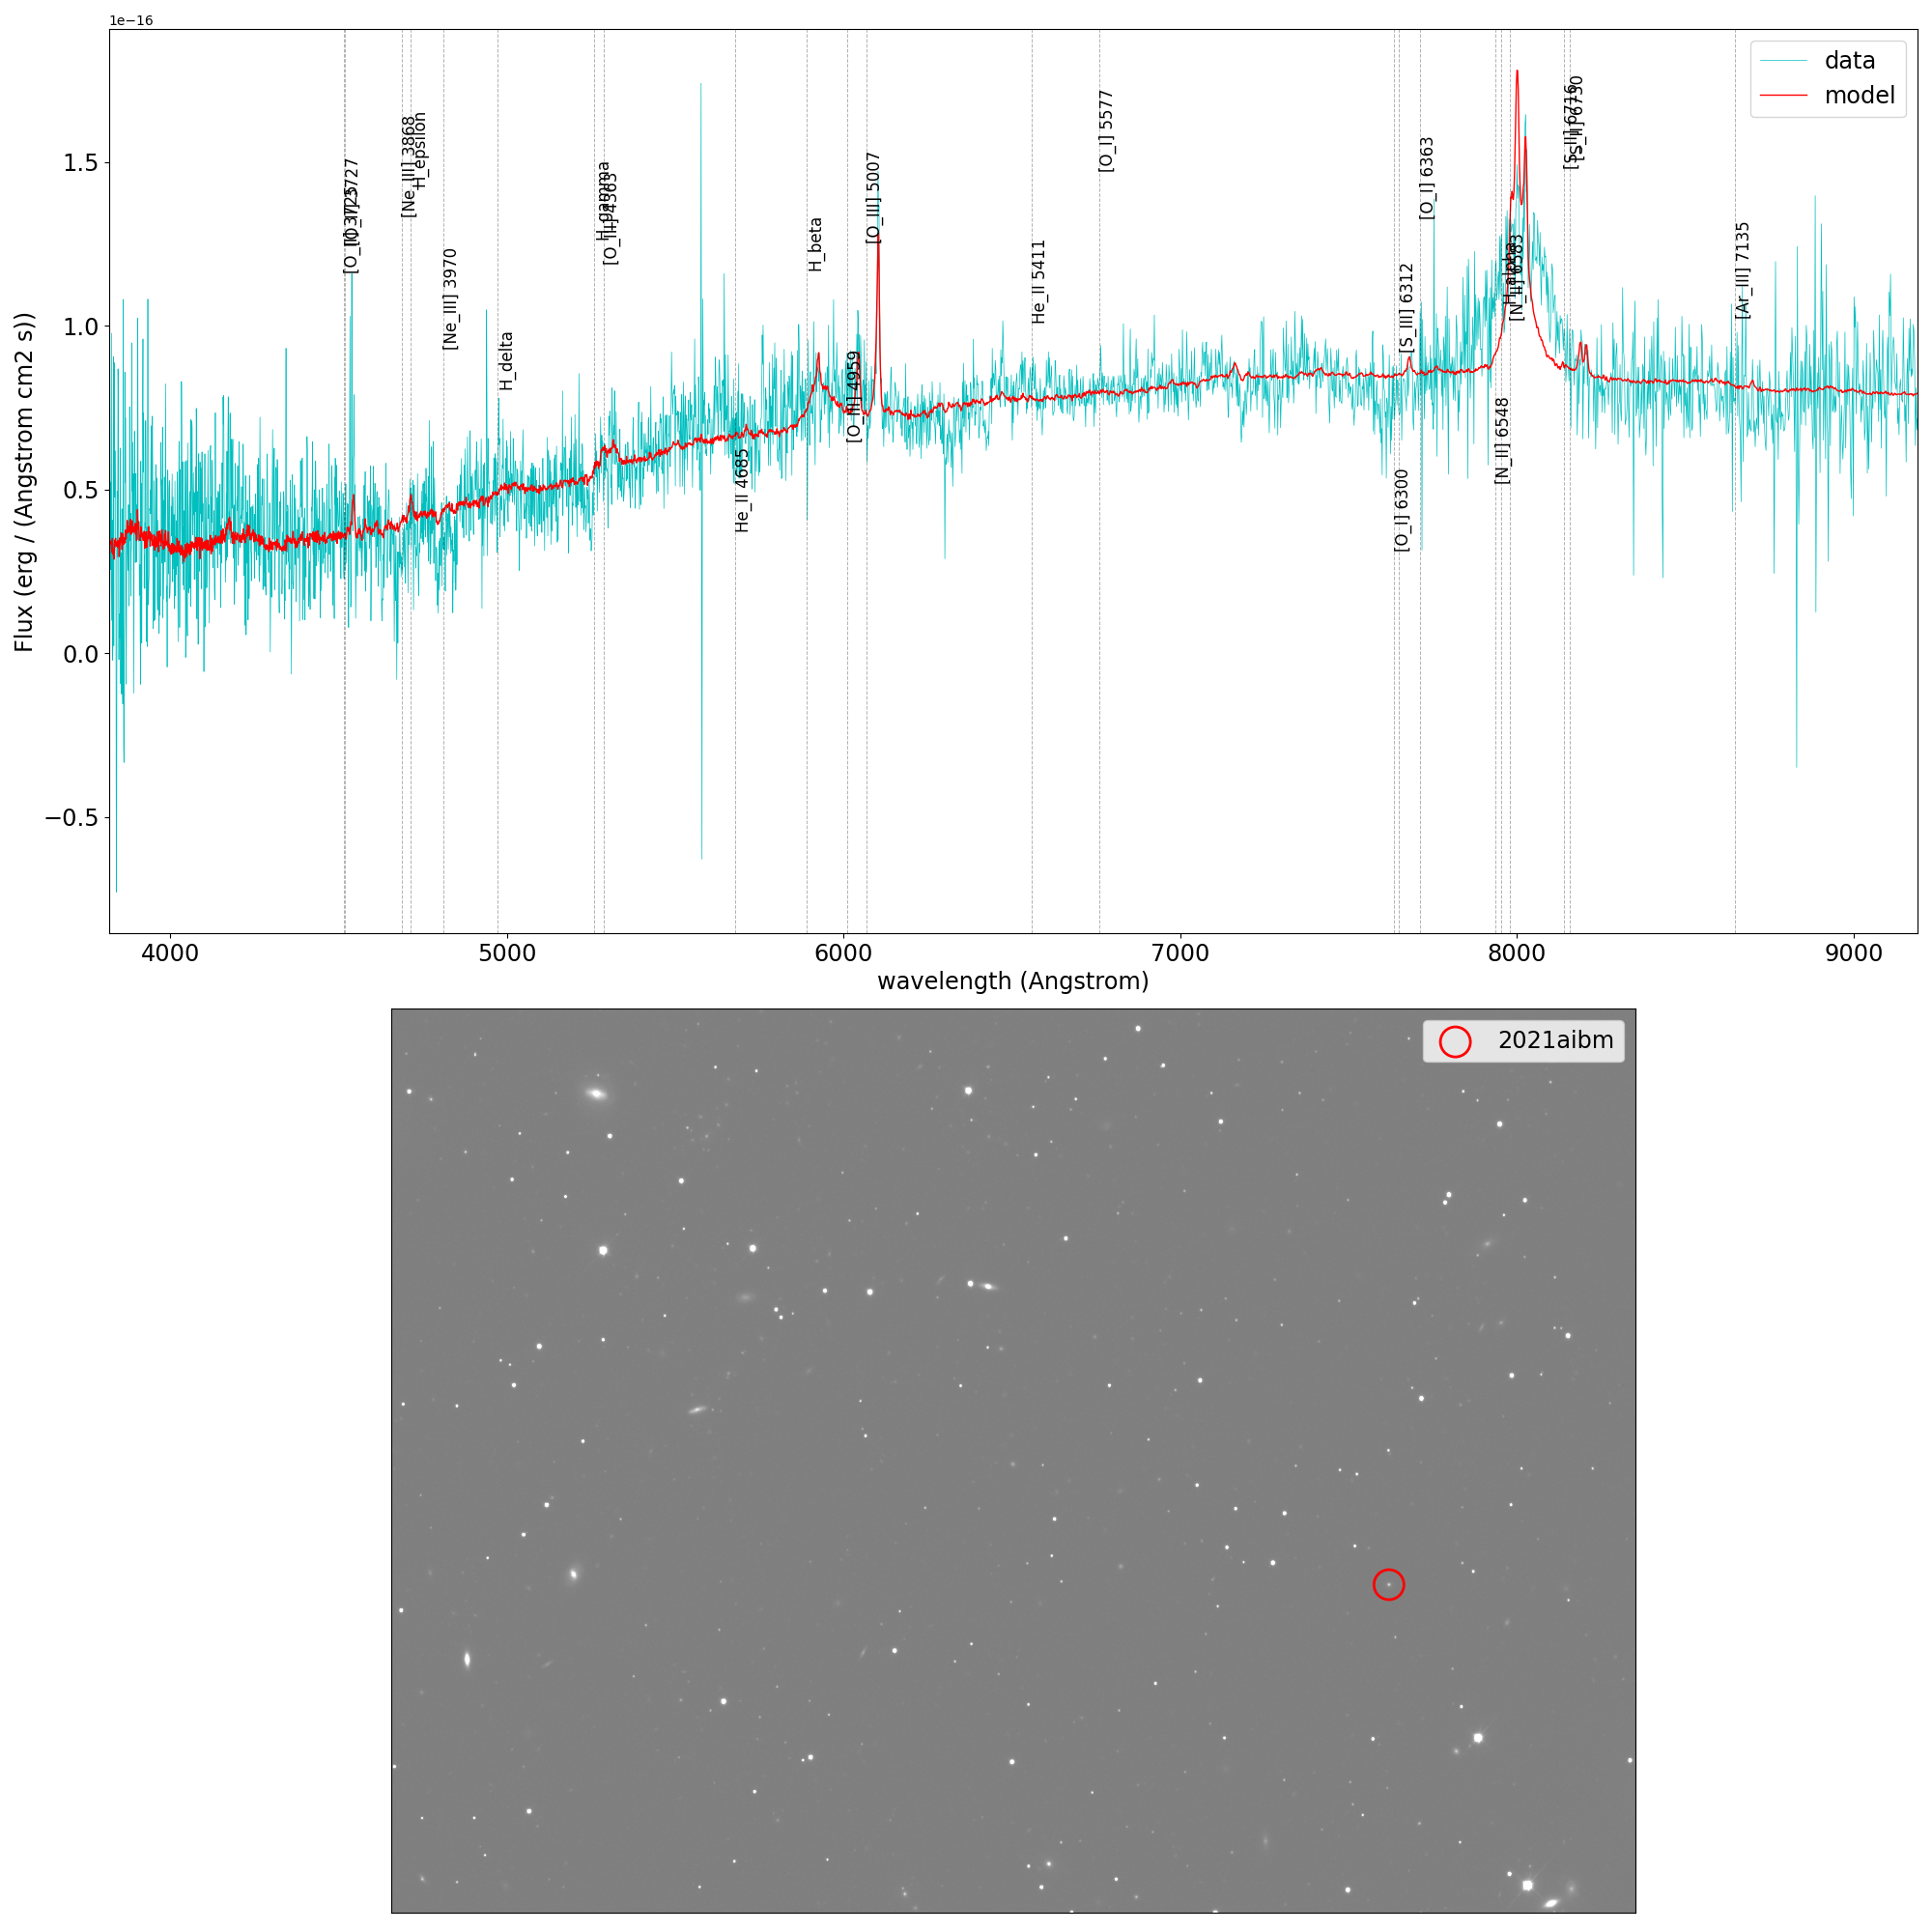 1e−16
data
model
1.5
1.0
0.5
0.0
−0.5
Flux (erg / (Angstrom cm2 s))
[O_II] 3727
[Ne_III] 3868
H_epsilon
[Ne_III] 3970
H_delta
H_gamma
[O_III] 4363
He_II 4685
H_beta
[O_III] 4959
[O_III] 5007
He_II 5411
[O_I] 5577
[O_I] 6300
[S_III] 6312
[O_I] 6363
[N_II] 6548
H_alpha
[N_II] 6583
[S_II] 6716
[S_II] 6730
[Ar_III] 7135
4000 5000 6000 7000 8000 9000
wavelength (Angstrom)
2021aibm